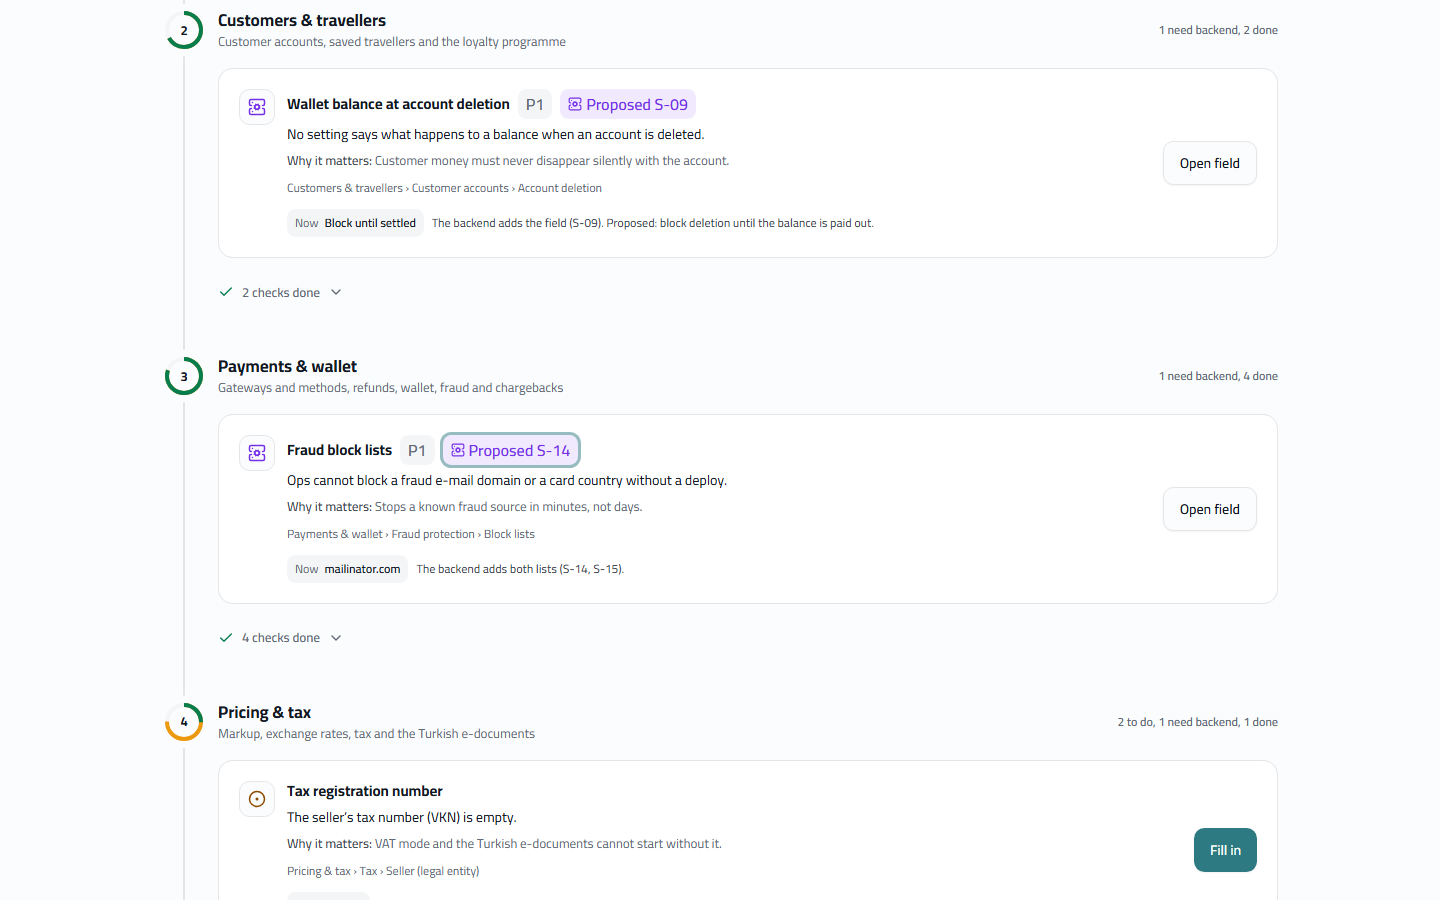 2
Customers & travellers
Customer accounts, saved travellers and the loyalty programme
1 need backend, 2 done
Wallet balance at account deletion P1 Proposed S-09
No setting says what happens to a balance when an account is deleted.
Why it matters: Customer money must never disappear silently with the account.
Customers & travellers › Customer accounts › Account deletion
Now Block until settled The backend adds the field (S-09). Proposed: block deletion until the balance is paid out.
Open field
2 checks done
3
Payments & wallet
Gateways and methods, refunds, wallet, fraud and chargebacks
1 need backend, 4 done
Fraud block lists P1 Proposed S-14
Ops cannot block a fraud e-mail domain or a card country without a deploy.
Why it matters: Stops a known fraud source in minutes, not days.
Payments & wallet › Fraud protection › Block lists
Now mailinator.com The backend adds both lists (S-14, S-15).
Open field
4 checks done
4
Pricing & tax
Markup, exchange rates, tax and the Turkish e-documents
2 to do, 1 need backend, 1 done
Tax registration number
The seller’s tax number (VKN) is empty.
Why it matters: VAT mode and the Turkish e-documents cannot start without it.
Pricing & tax › Tax › Seller (legal entity)
Fill in